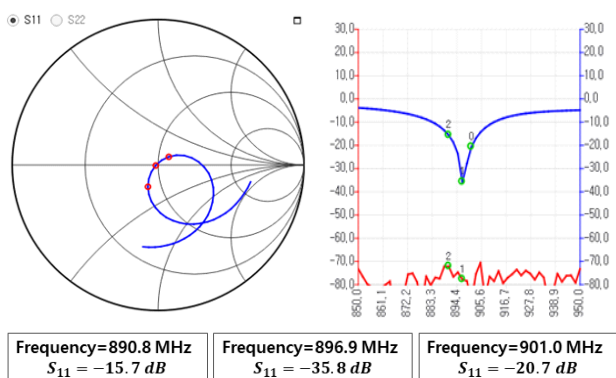 S11 S22
30,0 30,0
20,0 20,0
10,0 10,0
0,0 0,0
-10,0 -10,0
2
0
-20,0 -20,0
-30,0 -30,0
-40,0 -40,0
-50,0 -50,0
-60,0 -60,0
-70,0 -70,0
2
1
-80,0 -80,0
850.0 861.1 872.2 883.3 894.4 905.6 916.7 927.8 938.9 950.0
Frequency=890.8 MHz
S₁₁ = −15.7 dB
Frequency=896.9 MHz
S₁₁ = −35.8 dB
Frequency=901.0 MHz
S₁₁ = −20.7 dB